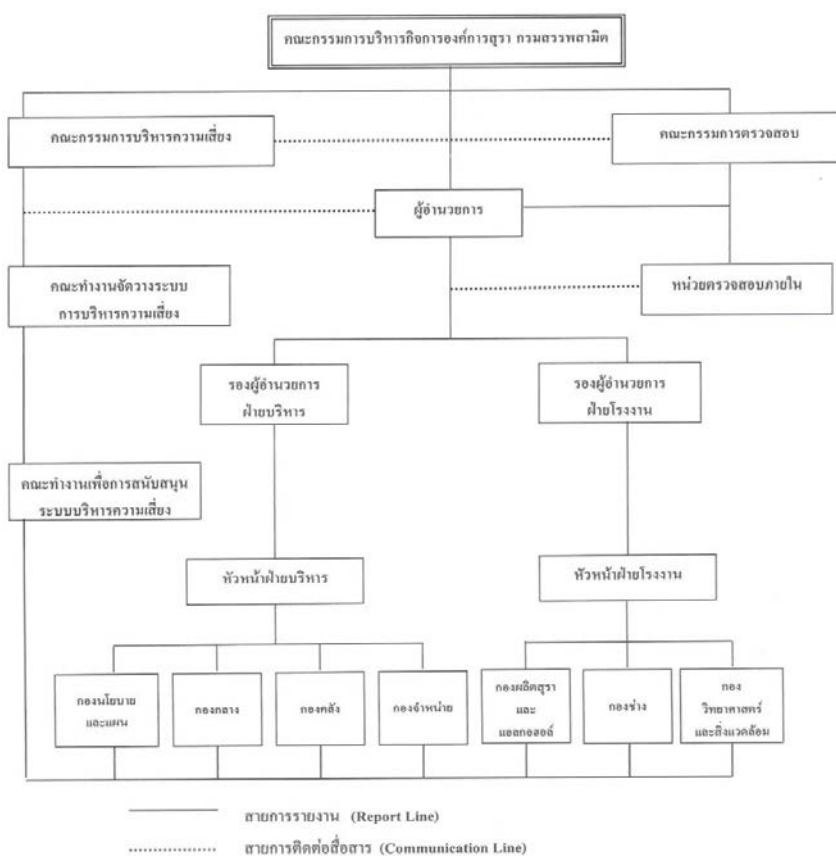 คณะกรรมการบริหารกิจการองค์การสุรา กรมสรรพสามิต
คณะกรรมการบริหารความเสี่ยง
คณะกรรมการตรวจสอบ
ผู้อำนวยการ
คณะทำงานจัดวางระบบ
การบริหารความเสี่ยง
หน่วยตรวจสอบภายใน
รองผู้อำนวยการ
ฝ่ายบริหาร
รองผู้อำนวยการ
ฝ่ายโรงงาน
คณะทำงานเพื่อการสนับสนุน
ระบบบริหารความเสี่ยง
หัวหน้าฝ่ายบริหาร
หัวหน้าฝ่ายโรงงาน
กองนโยบาย
และแผน
กองกลาง
กองคลัง
กองจำหน่าย
กองผลิตสุรา
และ
แอลกอฮอล์
กองช่าง
กอง
วิทยาศาสตร์
และสิ่งแวดล้อม
สายการรายงาน (Report Line)
สายการติดต่อสื่อสาร (Communication Line)